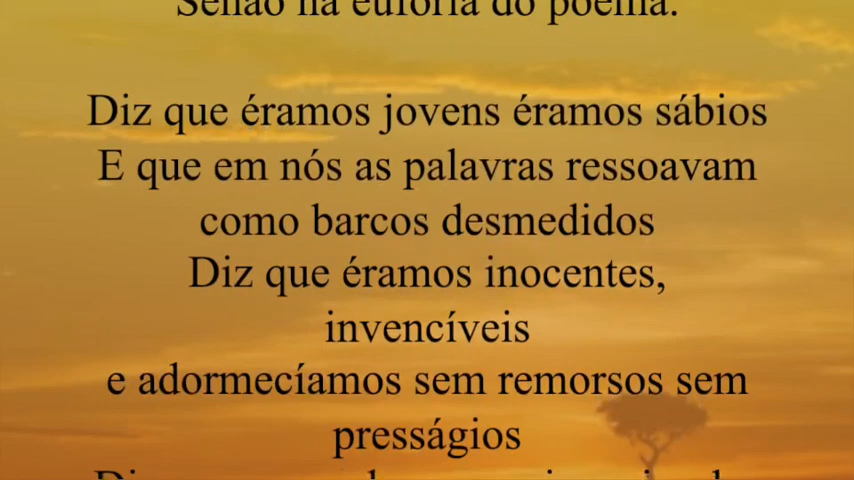 Senão na euforia do poema.
Diz que éramos jovens éramos sábios
E que em nós as palavras ressoavam
como barcos desmedidos
Diz que éramos inocentes,
invencíveis
e adormecíamos sem remorsos sem
presságios